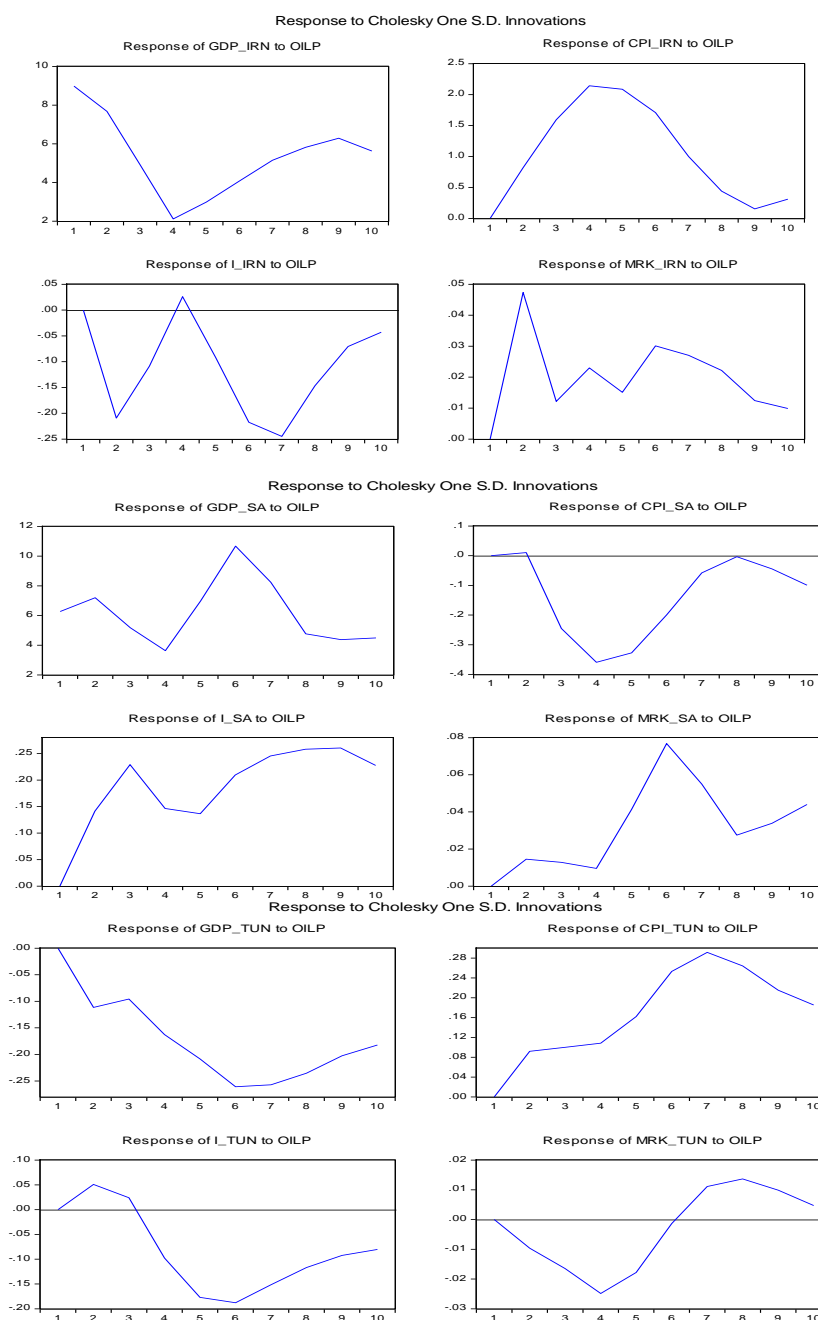 Response to Cholesky One S.D. Innovations
Response of GDP_IRN to OILP
10
8
6
4
2
1 2 3 4 5 6 7 8 9 10
Response of CPI_IRN to OILP
2.5
2.0
1.5
1.0
0.5
0.0
1 2 3 4 5 6 7 8 9 10
Response of I_IRN to OILP
.05
.00
-.05
-.10
-.15
-.20
-.25
1 2 3 4 5 6 7 8 9 10
Response of MRK_IRN to OILP
.05
.04
.03
.02
.01
.00
1 2 3 4 5 6 7 8 9 10
Response to Cholesky One S.D. Innovations
Response of GDP_SA to OILP
12
10
8
6
4
2
1 2 3 4 5 6 7 8 9 10
Response of CPI_SA to OILP
.1
.0
-.1
-.2
-.3
-.4
1 2 3 4 5 6 7 8 9 10
Response of I_SA to OILP
.25
.20
.15
.10
.05
.00
1 2 3 4 5 6 7 8 9 10
Response of MRK_SA to OILP
.08
.06
.04
.02
.00
1 2 3 4 5 6 7 8 9 10
Response to Cholesky One S.D. Innovations
Response of GDP_TUN to OILP
.00
-.05
-.10
-.15
-.20
-.25
1 2 3 4 5 6 7 8 9 10
Response of CPI_TUN to OILP
.28
.24
.20
.16
.12
.08
.04
.00
1 2 3 4 5 6 7 8 9 10
Response of I_TUN to OILP
.10
.05
.00
-.05
-.10
-.15
-.20
1 2 3 4 5 6 7 8 9 10
Response of MRK_TUN to OILP
.02
.01
.00
-.01
-.02
-.03
1 2 3 4 5 6 7 8 9 10